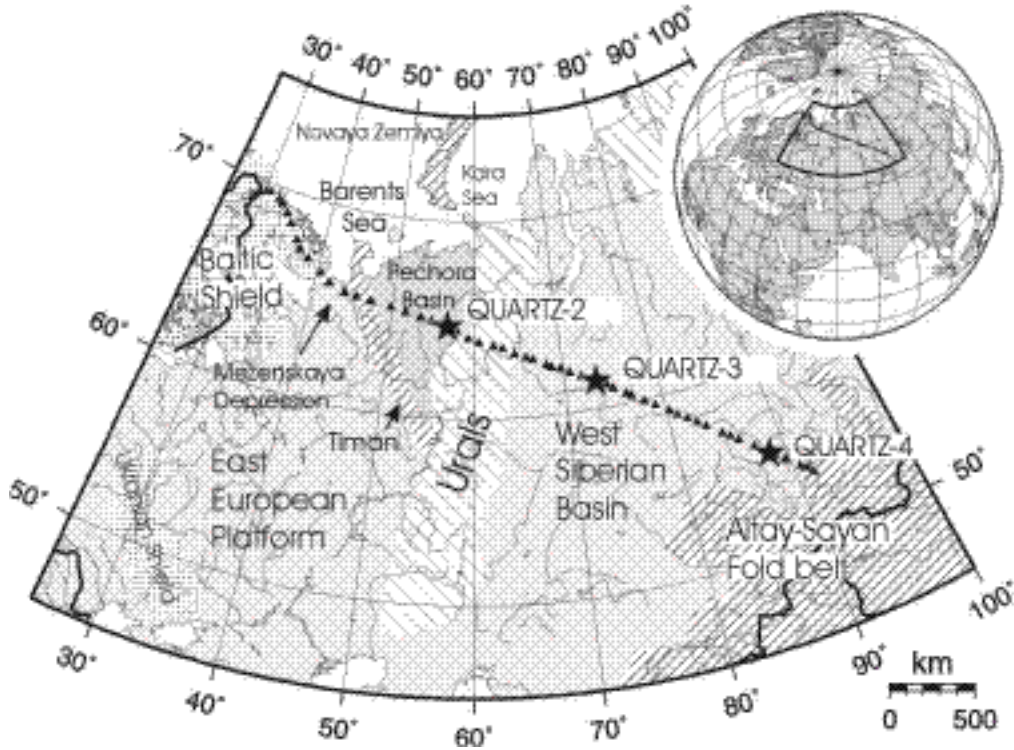 30° 40° 50° 60° 70° 80° 90° 100°
70°
Novaya Zemlya
Kara
Sea
Barents
Sea
Baltic
Shield
Pechora
Basin
QUARTZ-2
60°
QUARTZ-3
Mezenskaya
Depression
Timan
Urals
West
Siberian
Basin
QUARTZ-4
East
European
Platform
50°
50°
Altay-Sayan
Fold belt
Ukrainian
shield
100°
30°
40°
50°
60°
70°
80°
90°
km
0 500